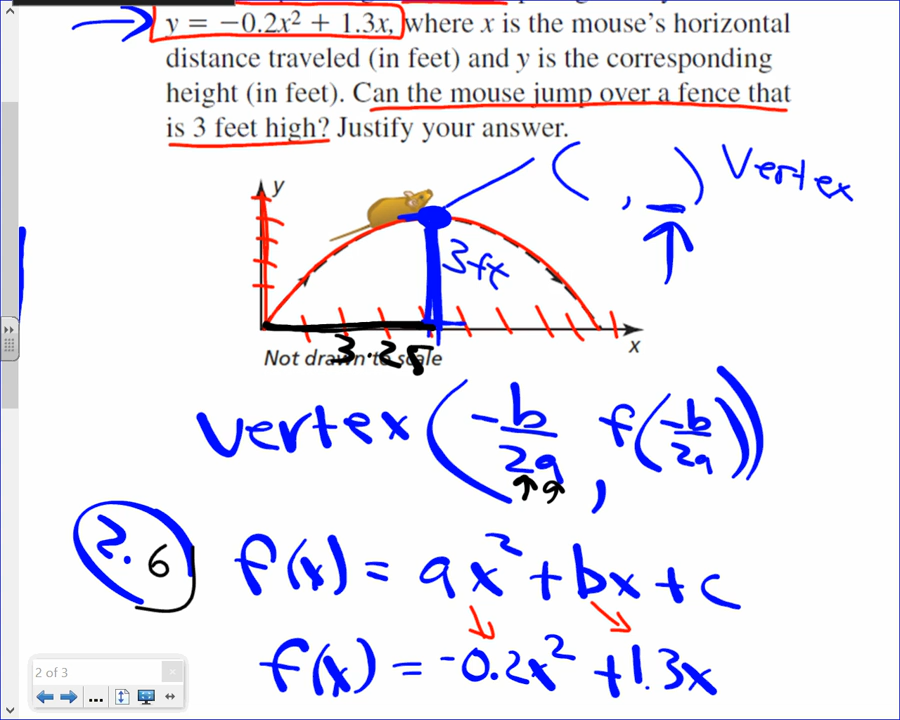 y = −0.2x² + 1.3x, where x is the mouse's horizontal
distance traveled (in feet) and y is the corresponding
height (in feet). Can the mouse jump over a fence that
is 3 feet high? Justify your answer.
( , _ ) Vertex
y
3ft
x
3.25
Not drawn to scale
vertex (-b/2a, f(-b/2a))
2.6
f(x) = ax² + bx + c
f(x) = -0.2x² + 1.3x
2 of 3